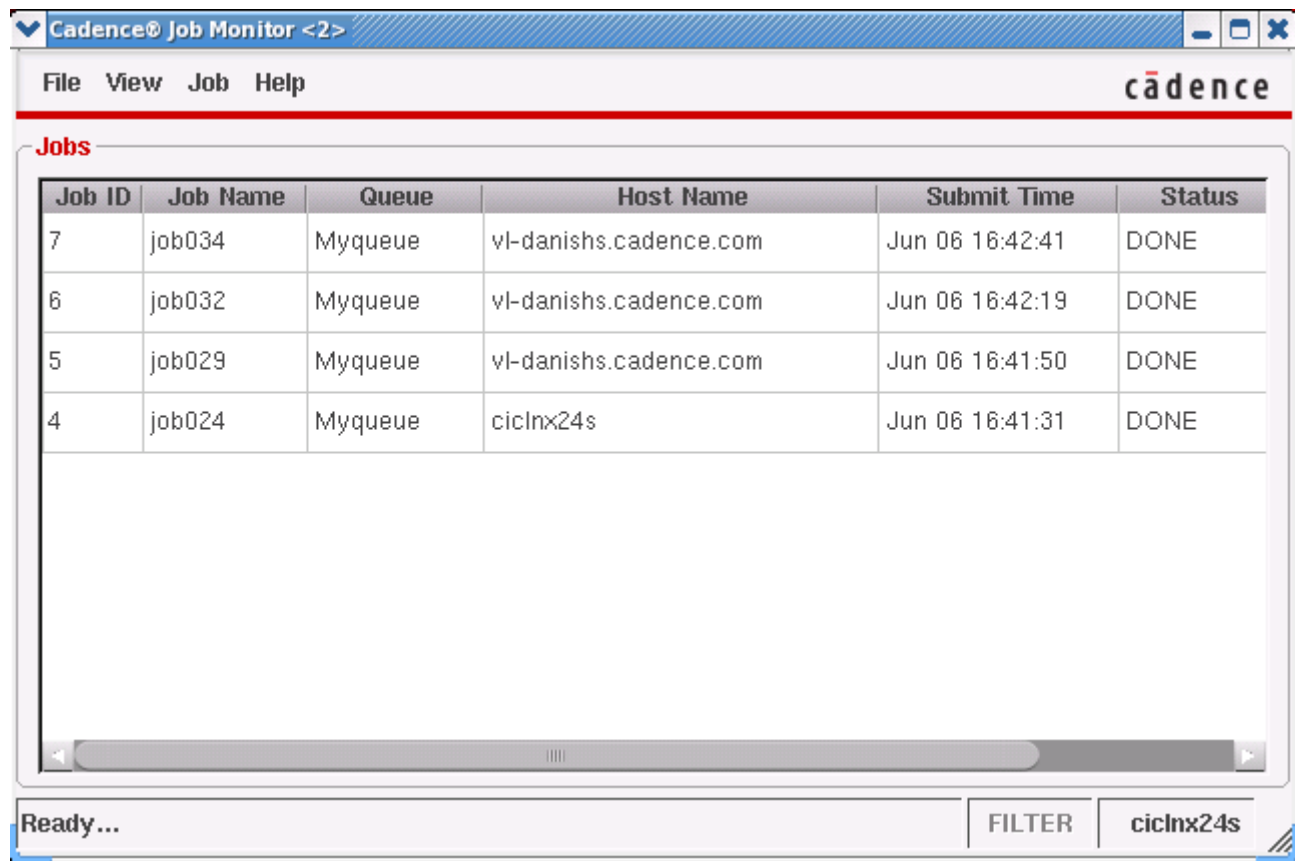 Cadence® Job Monitor <2>
File View Job Help
cādence
Jobs
Job ID Job Name Queue Host Name Submit Time Status
7 job034 Myqueue vl-danishs.cadence.com Jun 06 16:42:41 DONE
6 job032 Myqueue vl-danishs.cadence.com Jun 06 16:42:19 DONE
5 job029 Myqueue vl-danishs.cadence.com Jun 06 16:41:50 DONE
4 job024 Myqueue ciclnx24s Jun 06 16:41:31 DONE
Ready... FILTER ciclnx24s